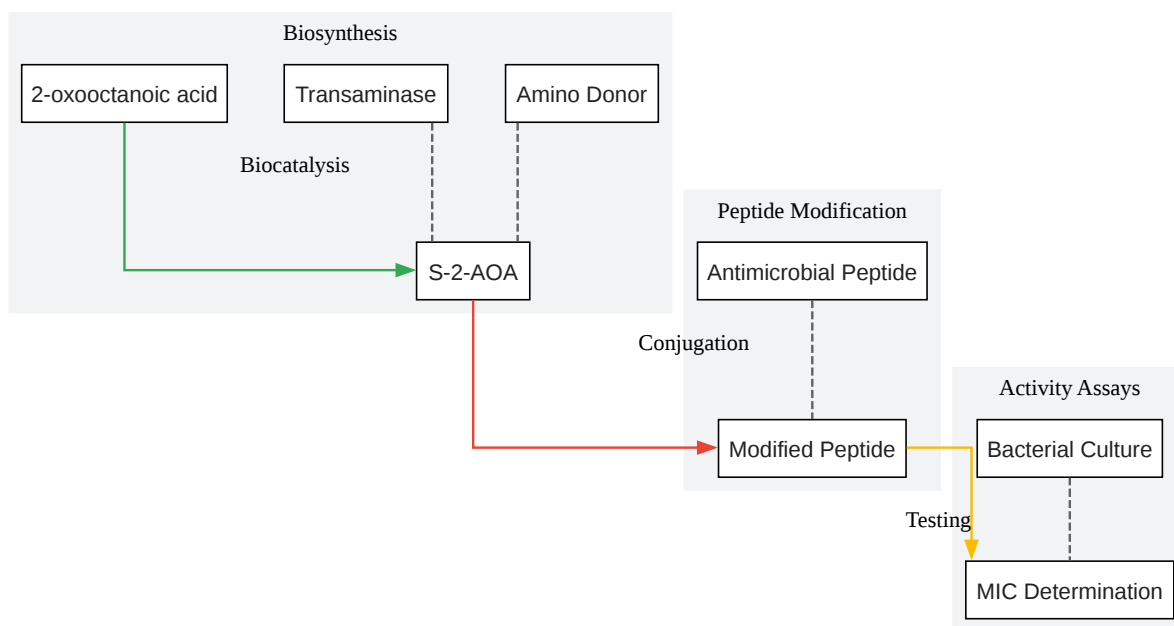 Biosynthesis
2-oxooctanoic acid
Transaminase
Amino Donor
Biocatalysis
S-2-AOA
Peptide Modification
Antimicrobial Peptide
Conjugation
Modified Peptide
Activity Assays
Bacterial Culture
Testing
MIC Determination